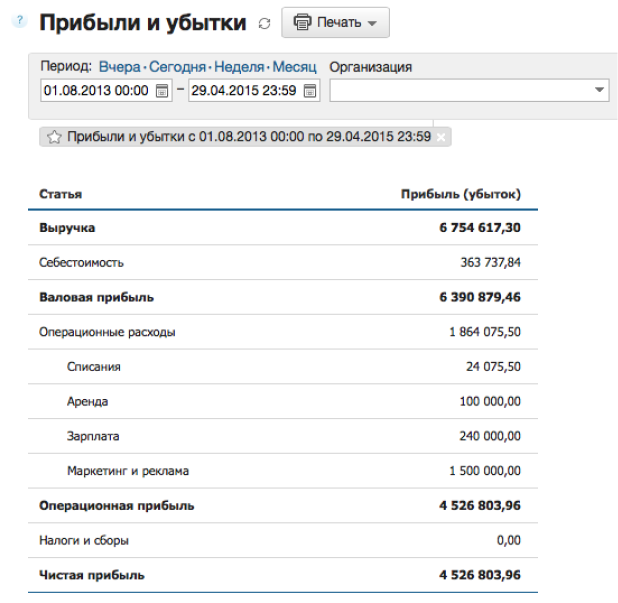 ? Прибыли и убытки Печать
Период: Вчера · Сегодня · Неделя · Месяц Организация
01.08.2013 00:00 – 29.04.2015 23:59
Прибыли и убытки с 01.08.2013 00:00 по 29.04.2015 23:59 ×
Статья Прибыль (убыток)
Выручка 6 754 617,30
Себестоимость 363 737,84
Валовая прибыль 6 390 879,46
Операционные расходы 1 864 075,50
Списания 24 075,50
Аренда 100 000,00
Зарплата 240 000,00
Маркетинг и реклама 1 500 000,00
Операционная прибыль 4 526 803,96
Налоги и сборы 0,00
Чистая прибыль 4 526 803,96